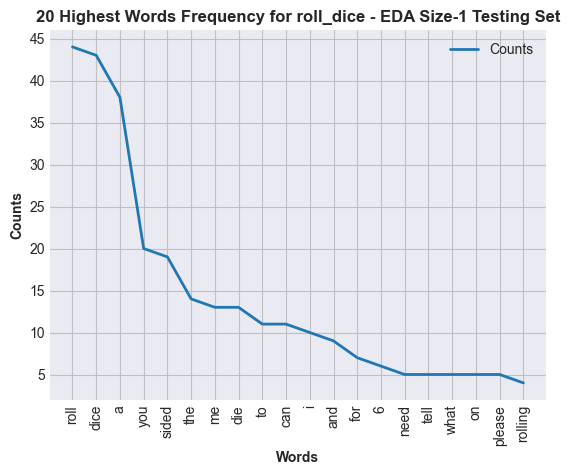 20 Highest Words Frequency for roll_dice - EDA Size-1 Testing Set
Counts
45
40
35
30
25
20
15
10
5
Counts
roll
dice
a
you
sided
the
me
die
to
can
i
and
for
6
need
tell
what
on
please
rolling
Words